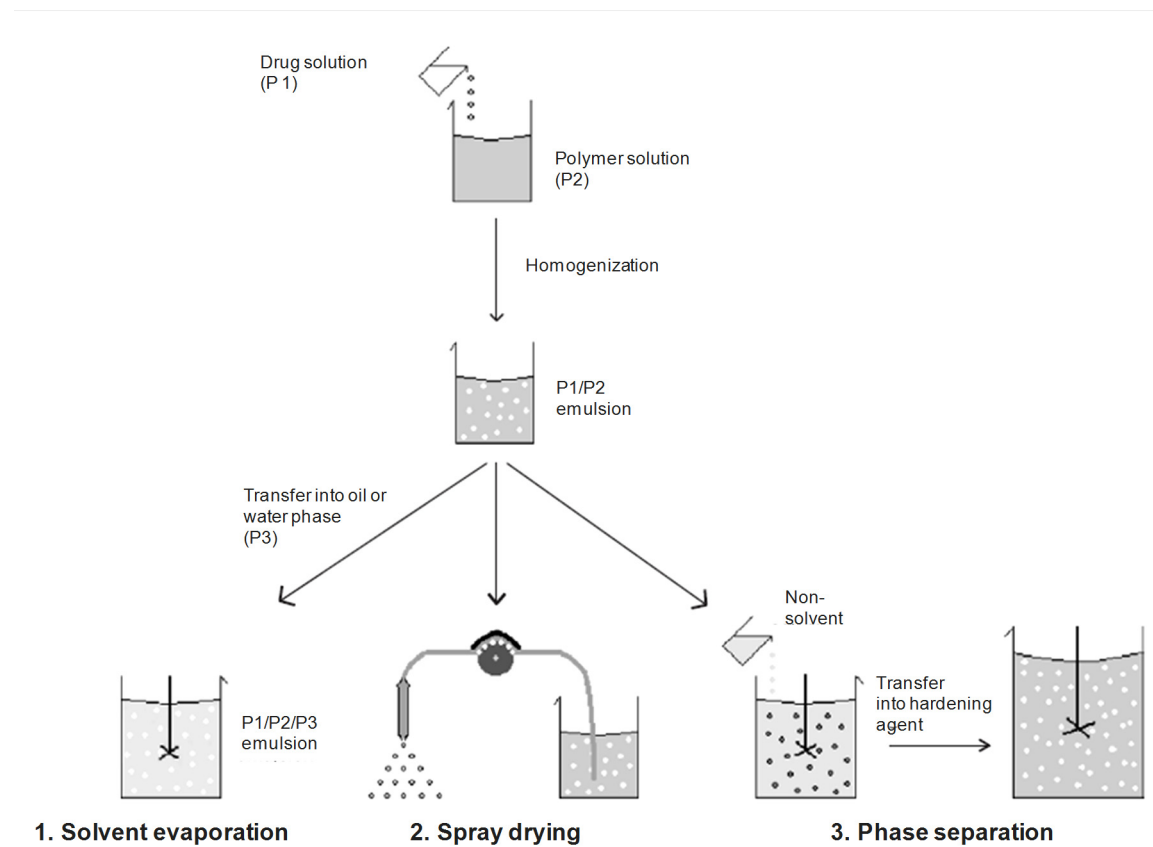 Drug solution
(P 1)
Polymer solution
(P2)
Homogenization
P1/P2
emulsion
Transfer into oil or
water phase
(P3)
Non-
solvent
Transfer
into hardening
agent
P1/P2/P3
emulsion
1. Solvent evaporation
2. Spray drying
3. Phase separation